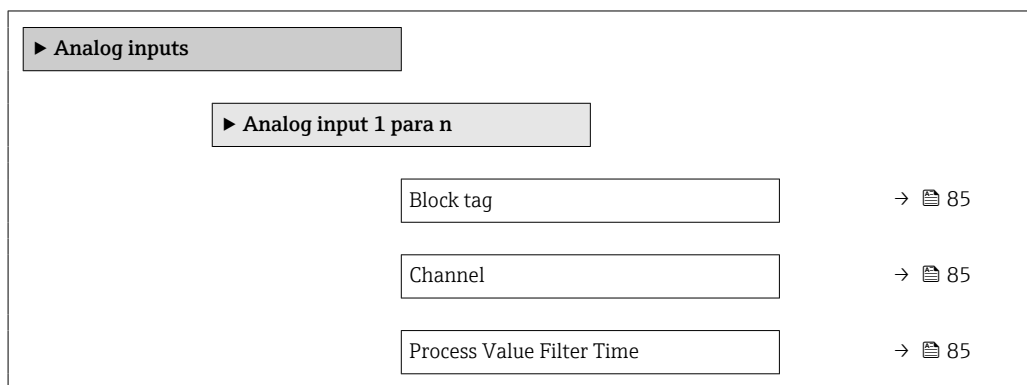 ▶ Analog inputs
▶ Analog input 1 para n
Block tag → 85
Channel → 85
Process Value Filter Time → 85